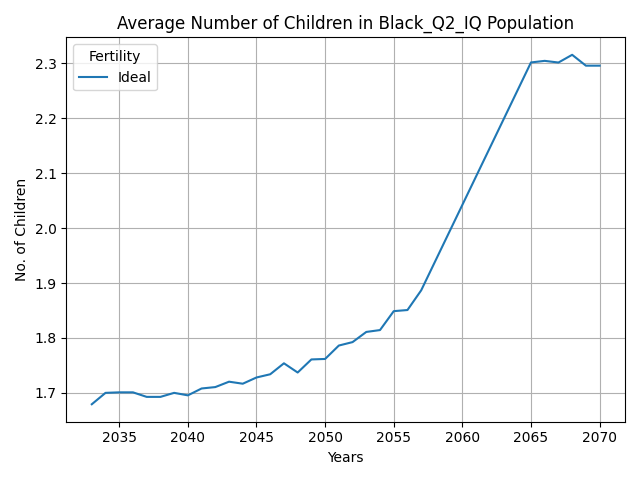 Average Number of Children in Black_Q2_IQ Population
Fertility
Ideal
No. of Children
2.3
2.2
2.1
2.0
1.9
1.8
1.7
2035 2040 2045 2050 2055 2060 2065 2070
Years